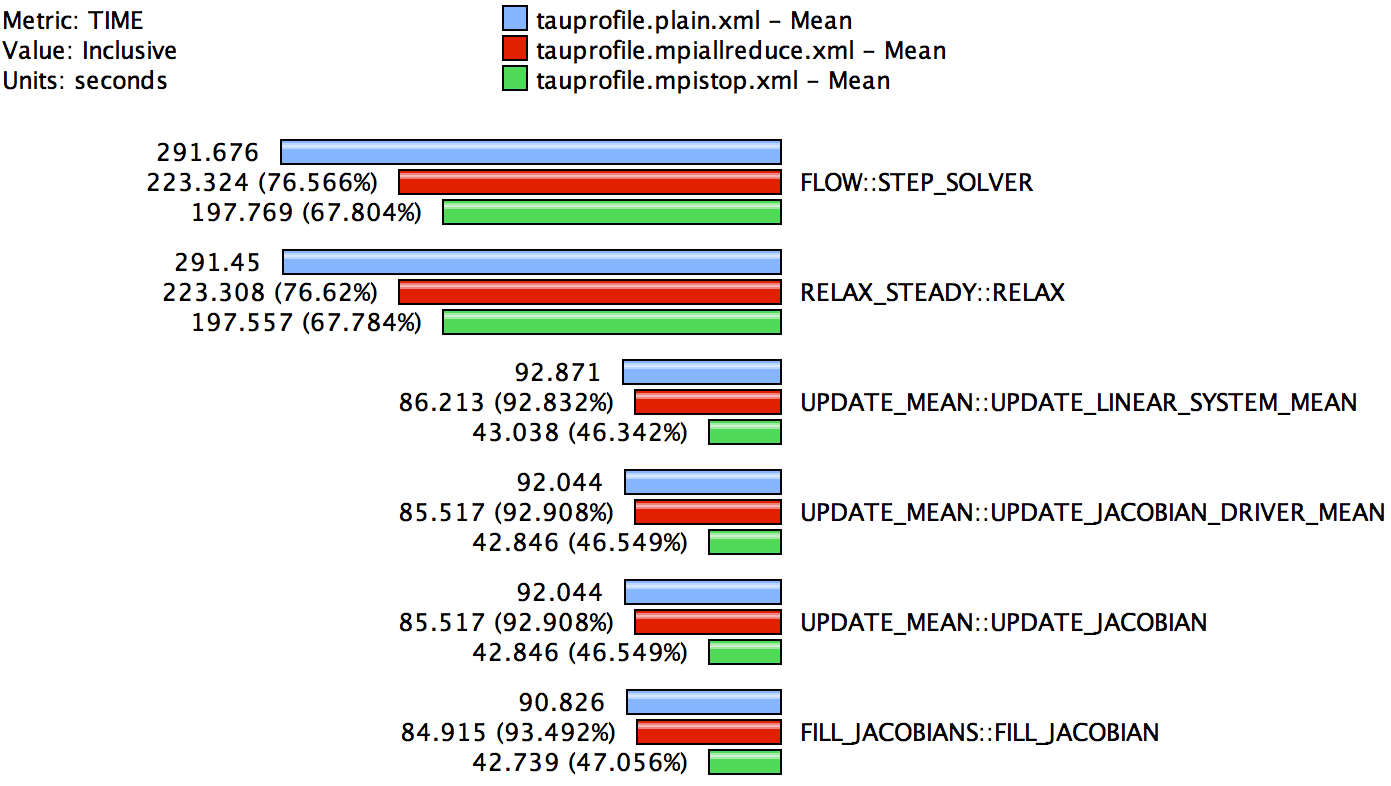 Metric: TIME
Value: Inclusive
Units: seconds
tauprofile.plain.xml – Mean
tauprofile.mpiallreduce.xml – Mean
tauprofile.mpistop.xml – Mean
291.676
223.324 (76.566%) FLOW::STEP_SOLVER
197.769 (67.804%)
291.45
223.308 (76.62%) RELAX_STEADY::RELAX
197.557 (67.784%)
92.871
86.213 (92.832%) UPDATE_MEAN::UPDATE_LINEAR_SYSTEM_MEAN
43.038 (46.342%)
92.044
85.517 (92.908%) UPDATE_MEAN::UPDATE_JACOBIAN_DRIVER_MEAN
42.846 (46.549%)
92.044
85.517 (92.908%) UPDATE_MEAN::UPDATE_JACOBIAN
42.846 (46.549%)
90.826
84.915 (93.492%) FILL_JACOBIANS::FILL_JACOBIAN
42.739 (47.056%)